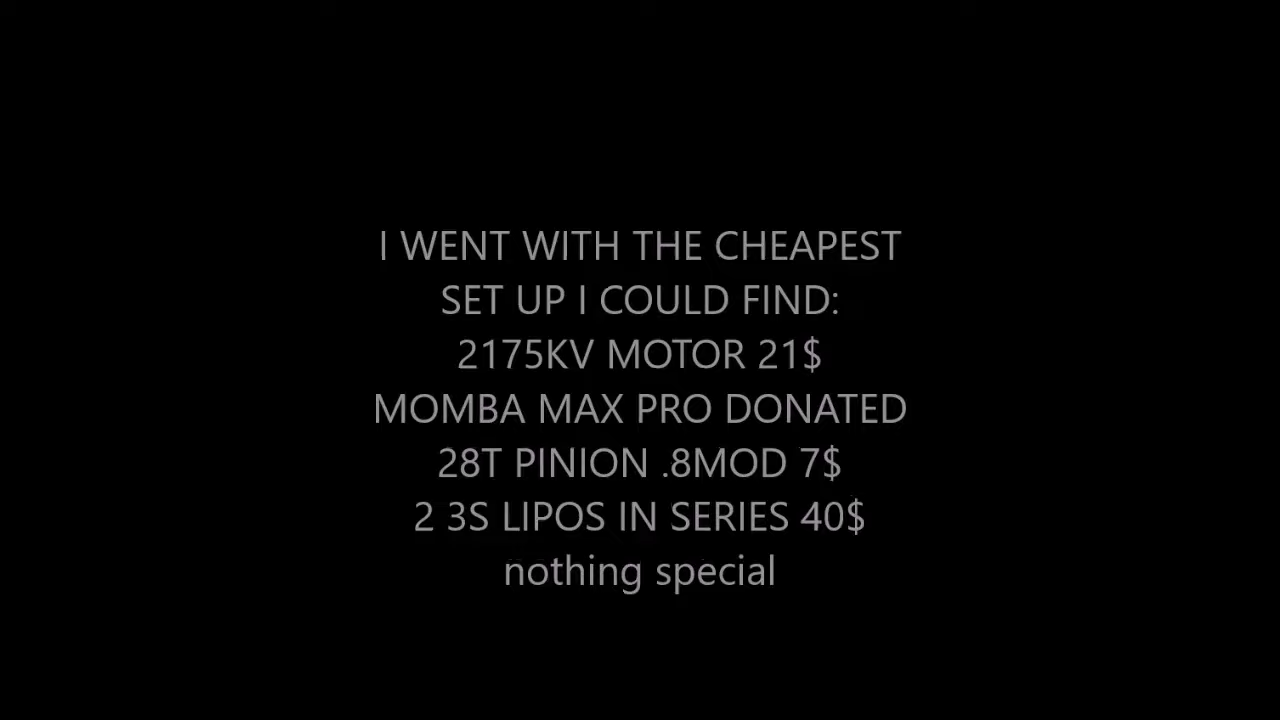 I WENT WITH THE CHEAPEST
SET UP I COULD FIND:
2175KV MOTOR 21$
MOMBA MAX PRO DONATED
28T PINION .8MOD 7$
2 3S LIPOS IN SERIES 40$
nothing special